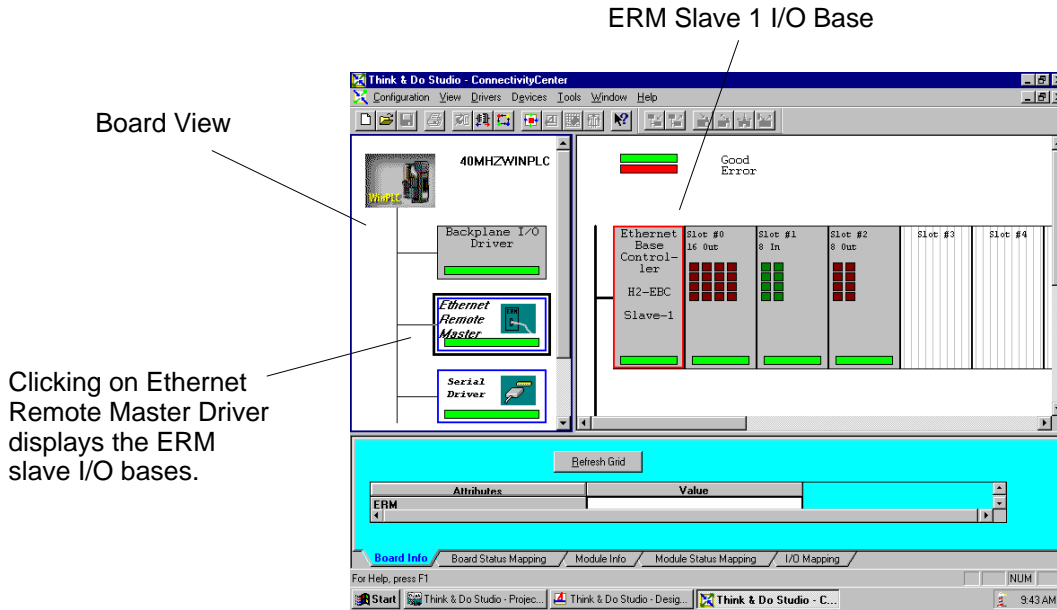 ERM Slave 1 I/O Base
Board View
Clicking on Ethernet
Remote Master Driver
displays the ERM
slave I/O bases.
Think & Do Studio - ConnectivityCenter
Configuration View Drivers Devices Tools Window Help
WinPLC
40MHZWINPLC
Backplane I/O
Driver
Ethernet
Remote
Master
ERM
Serial
Driver
Good
Error
Ethernet
Base
Control-
ler
H2-EBC
Slave-1
Slot #0
16 Out
Slot #1
8 In
Slot #2
8 Out
Slot #3
Slot #4
Refresh Grid
Attributes Value
ERM
Board Info Board Status Mapping Module Info Module Status Mapping I/O Mapping
For Help, press F1
NUM
Start Think & Do Studio - Projec... Think & Do Studio - Desig... Think & Do Studio - C... 9:43 AM